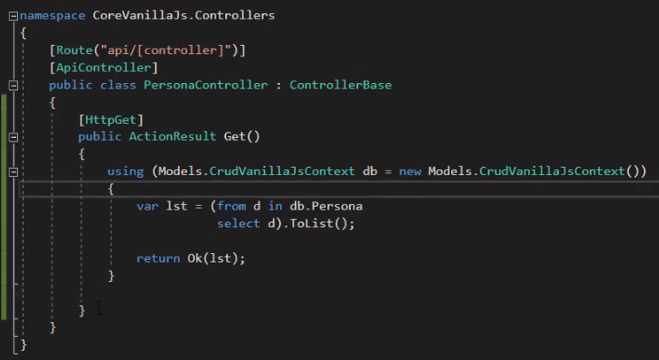 namespace CoreVanillaJs.Controllers
{
[Route("api/[controller]")]
[ApiController]
public class PersonaController : ControllerBase
{
[HttpGet]
public ActionResult Get()
{
using (Models.CrudVanillaJsContext db = new Models.CrudVanillaJsContext())
{
var lst = (from d in db.Persona
select d).ToList();
return Ok(lst);
}
}
}
}